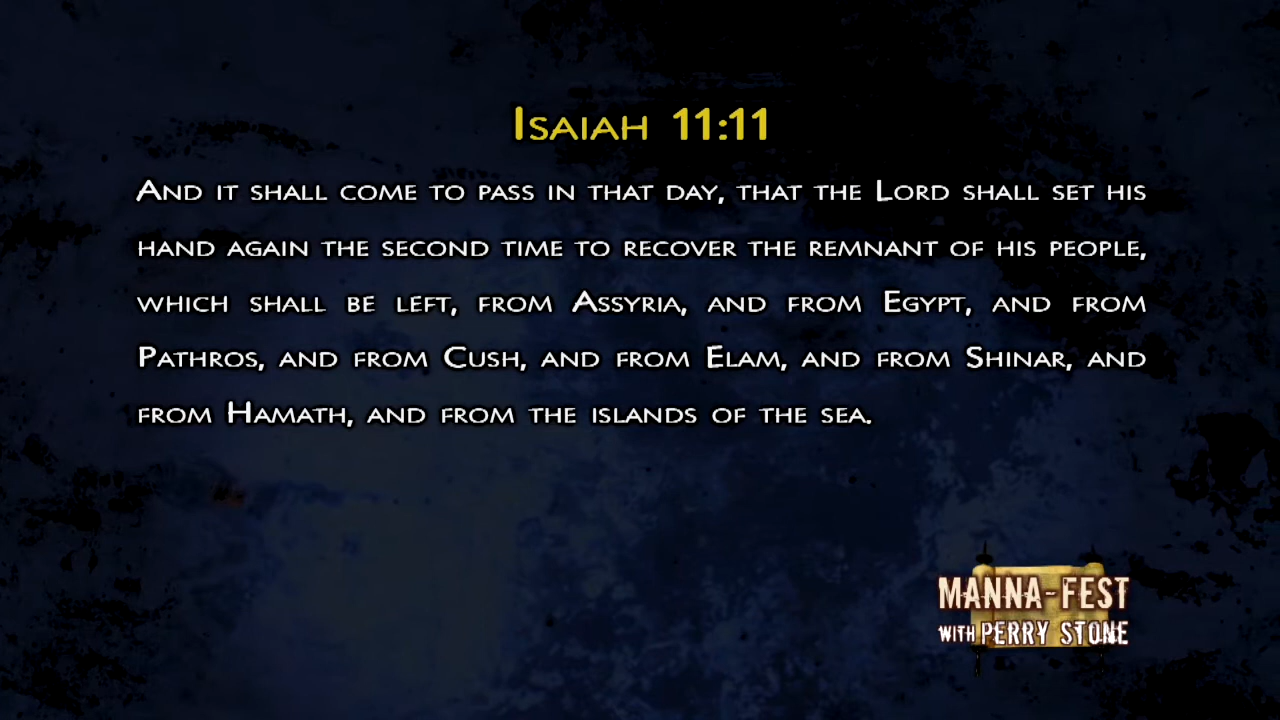 Isaiah 11:11
And it shall come to pass in that day, that the Lord shall set his
hand again the second time to recover the remnant of his people,
which shall be left, from Assyria, and from Egypt, and from
Pathros, and from Cush, and from Elam, and from Shinar, and
from Hamath, and from the islands of the sea.
MANNA-FEST
WITH PERRY STONE